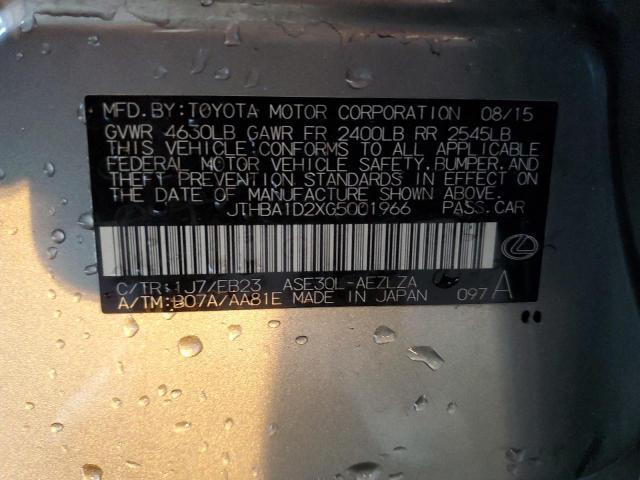 MFD. BY: TOYOTA MOTOR CORPORATION 08/15
GVWR 4630LB GAWR FR 2400LB RR 2545LB
THIS VEHICLE CONFORMS TO ALL APPLICABLE
FEDERAL MOTOR VEHICLE SAFETY, BUMPER, AND
THEFT PREVENTION STANDARDS IN EFFECT ON
THE DATE OF MANUFACTURE SHOWN ABOVE.
JTHBA1D2XG5001966 PASS. CAR
C/TR: 1J7/EB23 ASE30L-AEZLZA
A/TM: B07A/AA81E MADE IN JAPAN 097 A